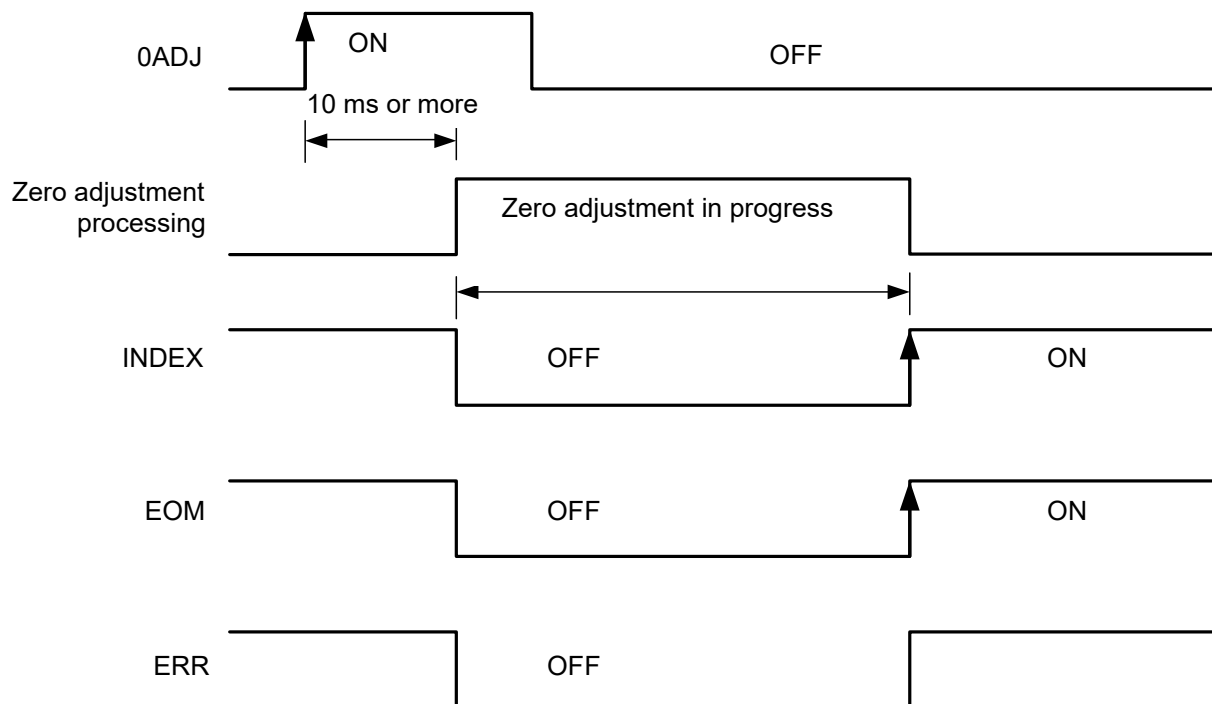 0ADJ
ON
OFF
10 ms or more
Zero adjustment
processing
Zero adjustment in progress
INDEX
OFF
ON
EOM
OFF
ON
ERR
OFF